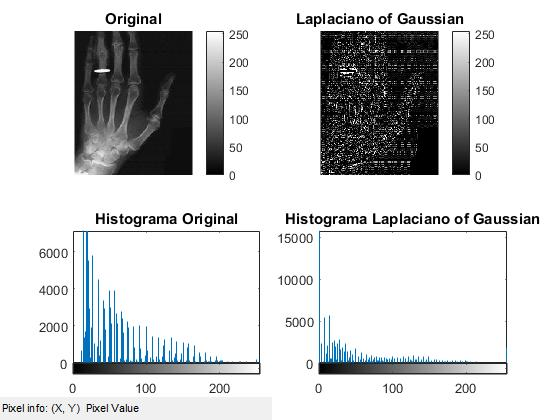 Original
250
200
150
100
50
0
Laplaciano of Gaussian
250
200
150
100
50
0
Histograma Original
6000
4000
2000
0
0 100 200
Histograma Laplaciano of Gaussian
15000
10000
5000
0
0 100 200
Pixel info: (X, Y) Pixel Value